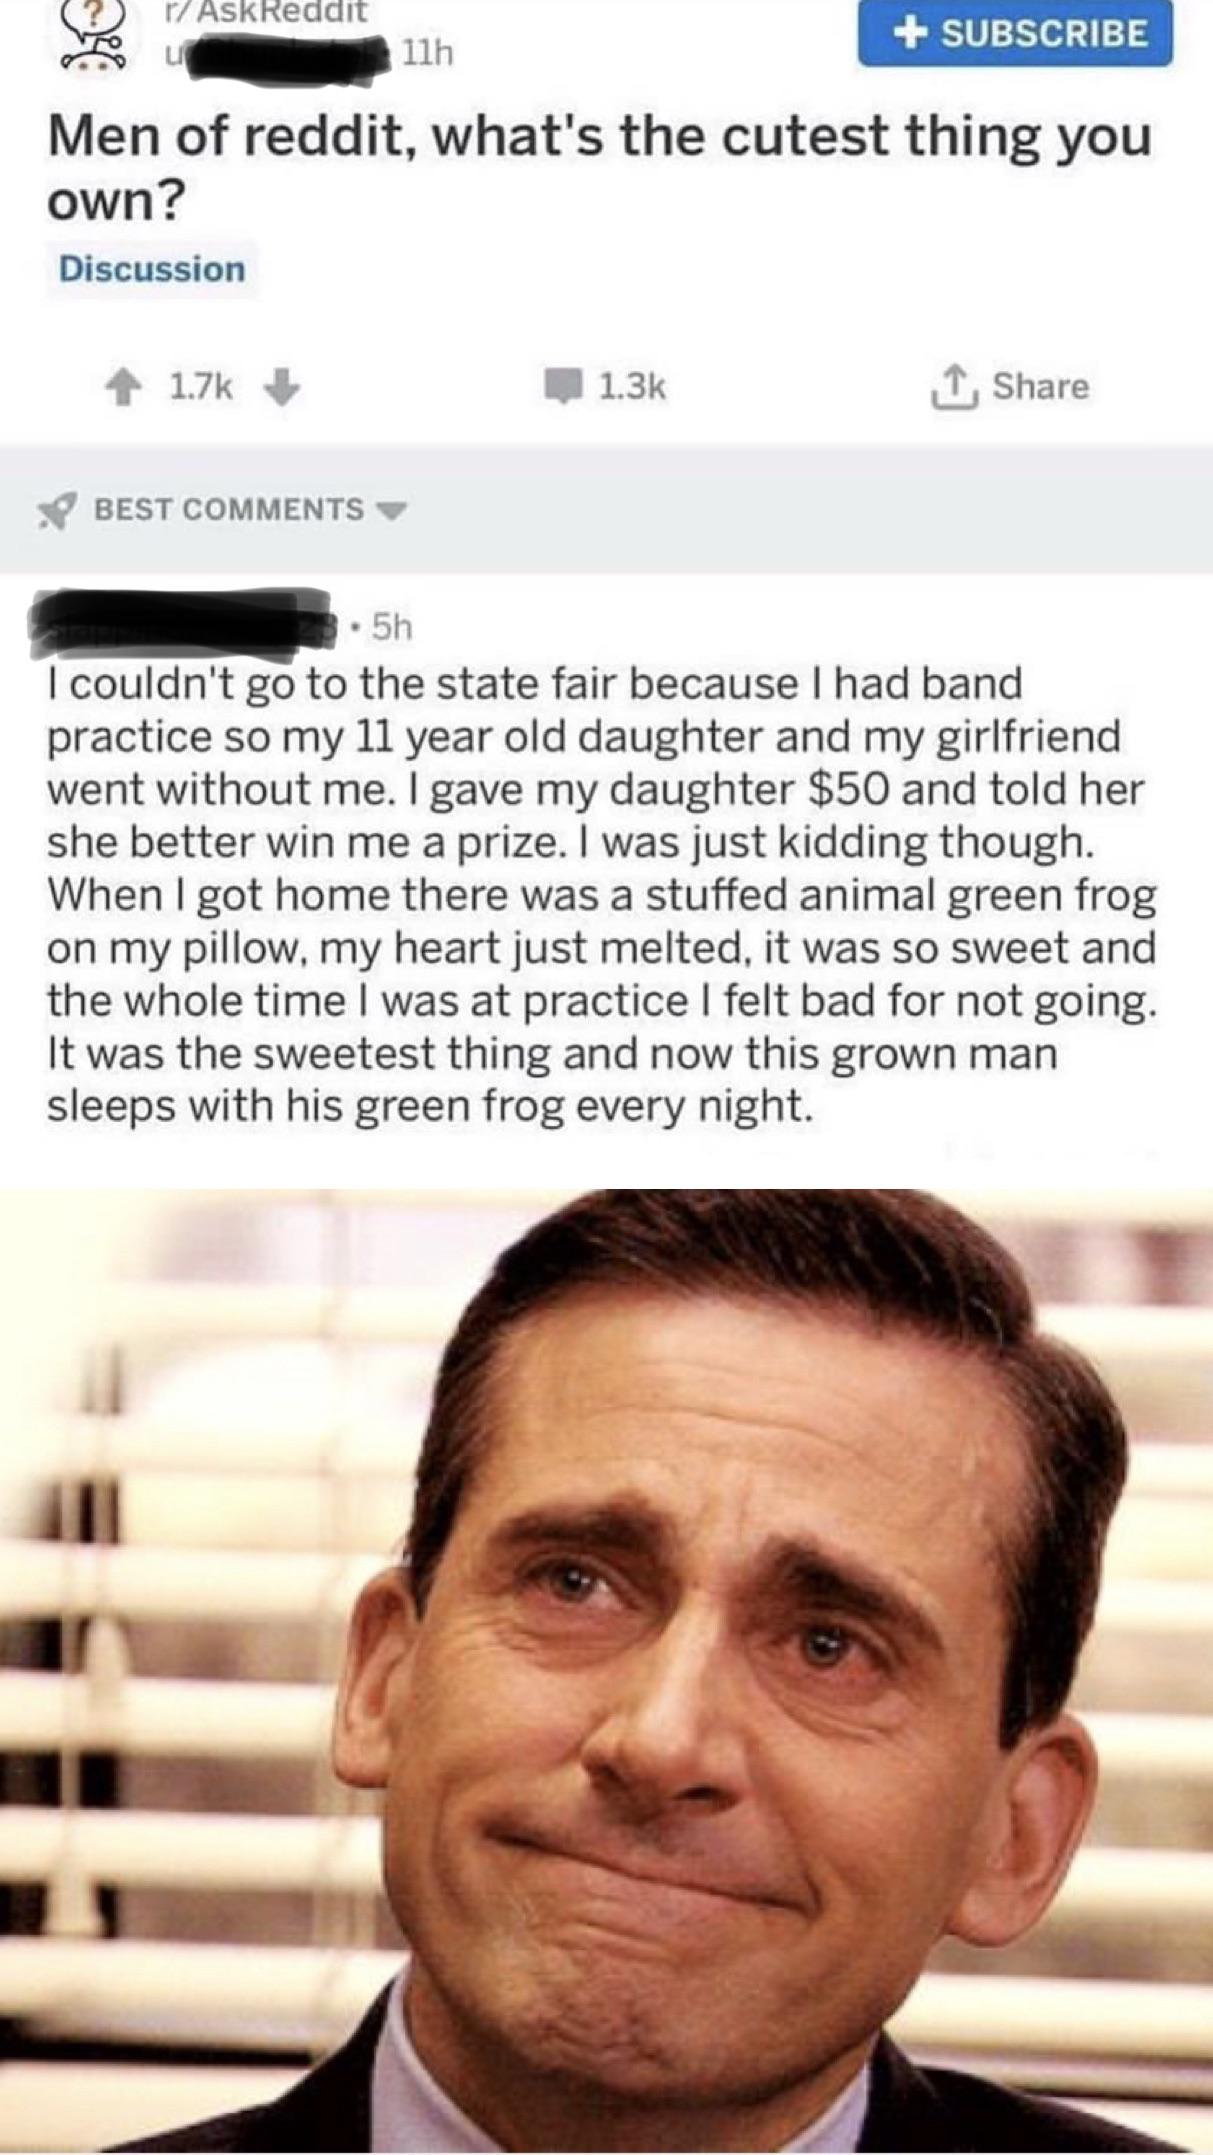 r/AskReddit
11h
+ SUBSCRIBE
Men of reddit, what's the cutest thing you
own?
Discussion
1.7k
1.3k
Share
BEST COMMENTS
• 5h
I couldn't go to the state fair because I had band
practice so my 11 year old daughter and my girlfriend
went without me. I gave my daughter $50 and told her
she better win me a prize. I was just kidding though.
When I got home there was a stuffed animal green frog
on my pillow, my heart just melted, it was so sweet and
the whole time I was at practice I felt bad for not going.
It was the sweetest thing and now this grown man
sleeps with his green frog every night.